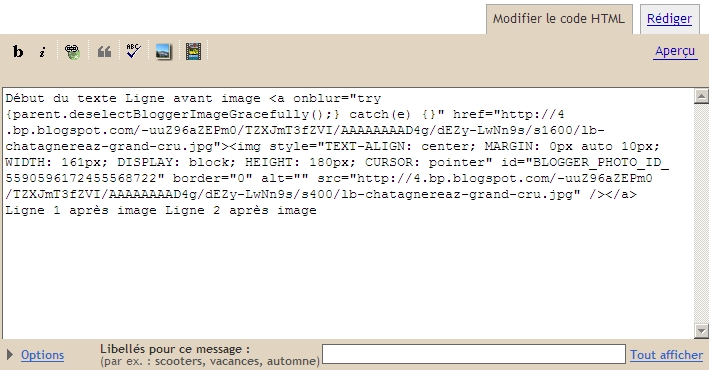 Modifier le code HTML Rédiger
b i ABC Aperçu
Début du texte Ligne avant image <a onblur="try
{parent.deselectBloggerImageGracefully();} catch(e) {}" href="http://4
.bp.blogspot.com/-uuZ96aZEPm0/TZXJmT3fZVI/AAAAAAAAD4g/dEZy-LwNn9s/s1600/lb-
chatagnereaz-grand-cru.jpg"><img style="TEXT-ALIGN: center; MARGIN: 0px auto 10px;
WIDTH: 161px; DISPLAY: block; HEIGHT: 180px; CURSOR: pointer" id="BLOGGER_PHOTO_ID_
5590596172455568722" border="0" alt="" src="http://4.bp.blogspot.com/-uuZ96aZEPm0
/TZXJmT3fZVI/AAAAAAAAD4g/dEZy-LwNn9s/s400/lb-chatagnereaz-grand-cru.jpg" /></a>
Ligne 1 après image Ligne 2 après image
Options Libellés pour ce message : Tout afficher
(par ex. : scooters, vacances, automne)